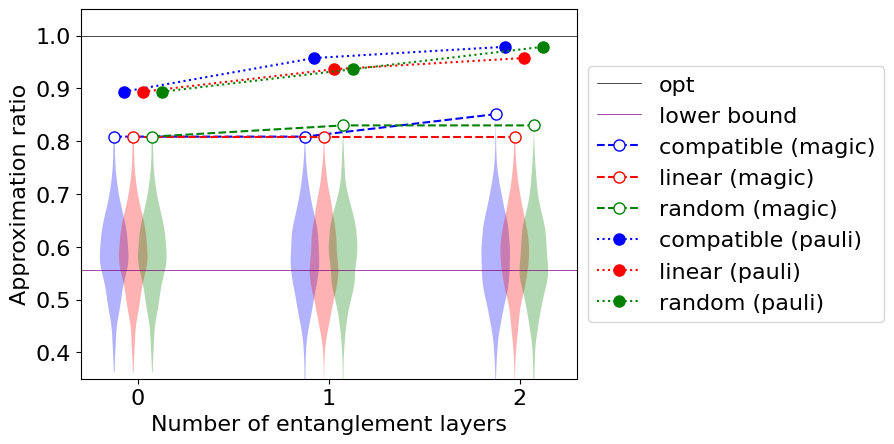 Approximation ratio
1.0
0.9
0.8
0.7
0.6
0.5
0.4
0
1
2
Number of entanglement layers
opt
lower bound
compatible (magic)
linear (magic)
random (magic)
compatible (pauli)
linear (pauli)
random (pauli)